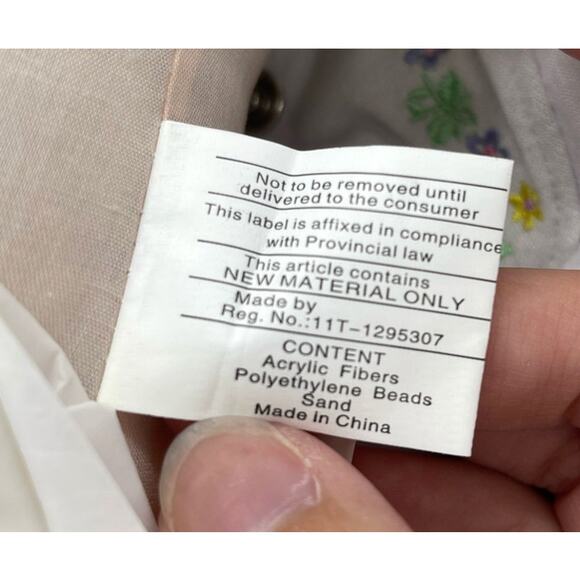 Not to be removed until
delivered to the consumer
This label is affixed in compliance
with Provincial law
This article contains
NEW MATERIAL ONLY
Made by
Reg. No.:11T-1295307
CONTENT
Acrylic Fibers
Polyethylene Beads
Sand
Made In China